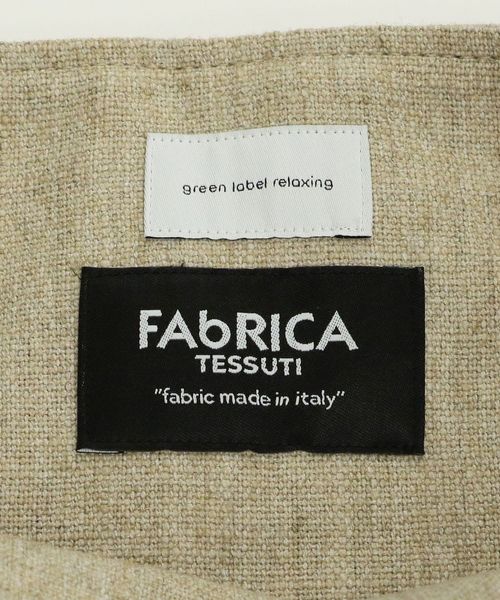 green label relaxing
FAbRICA
TESSUTI
"fabric made in italy"